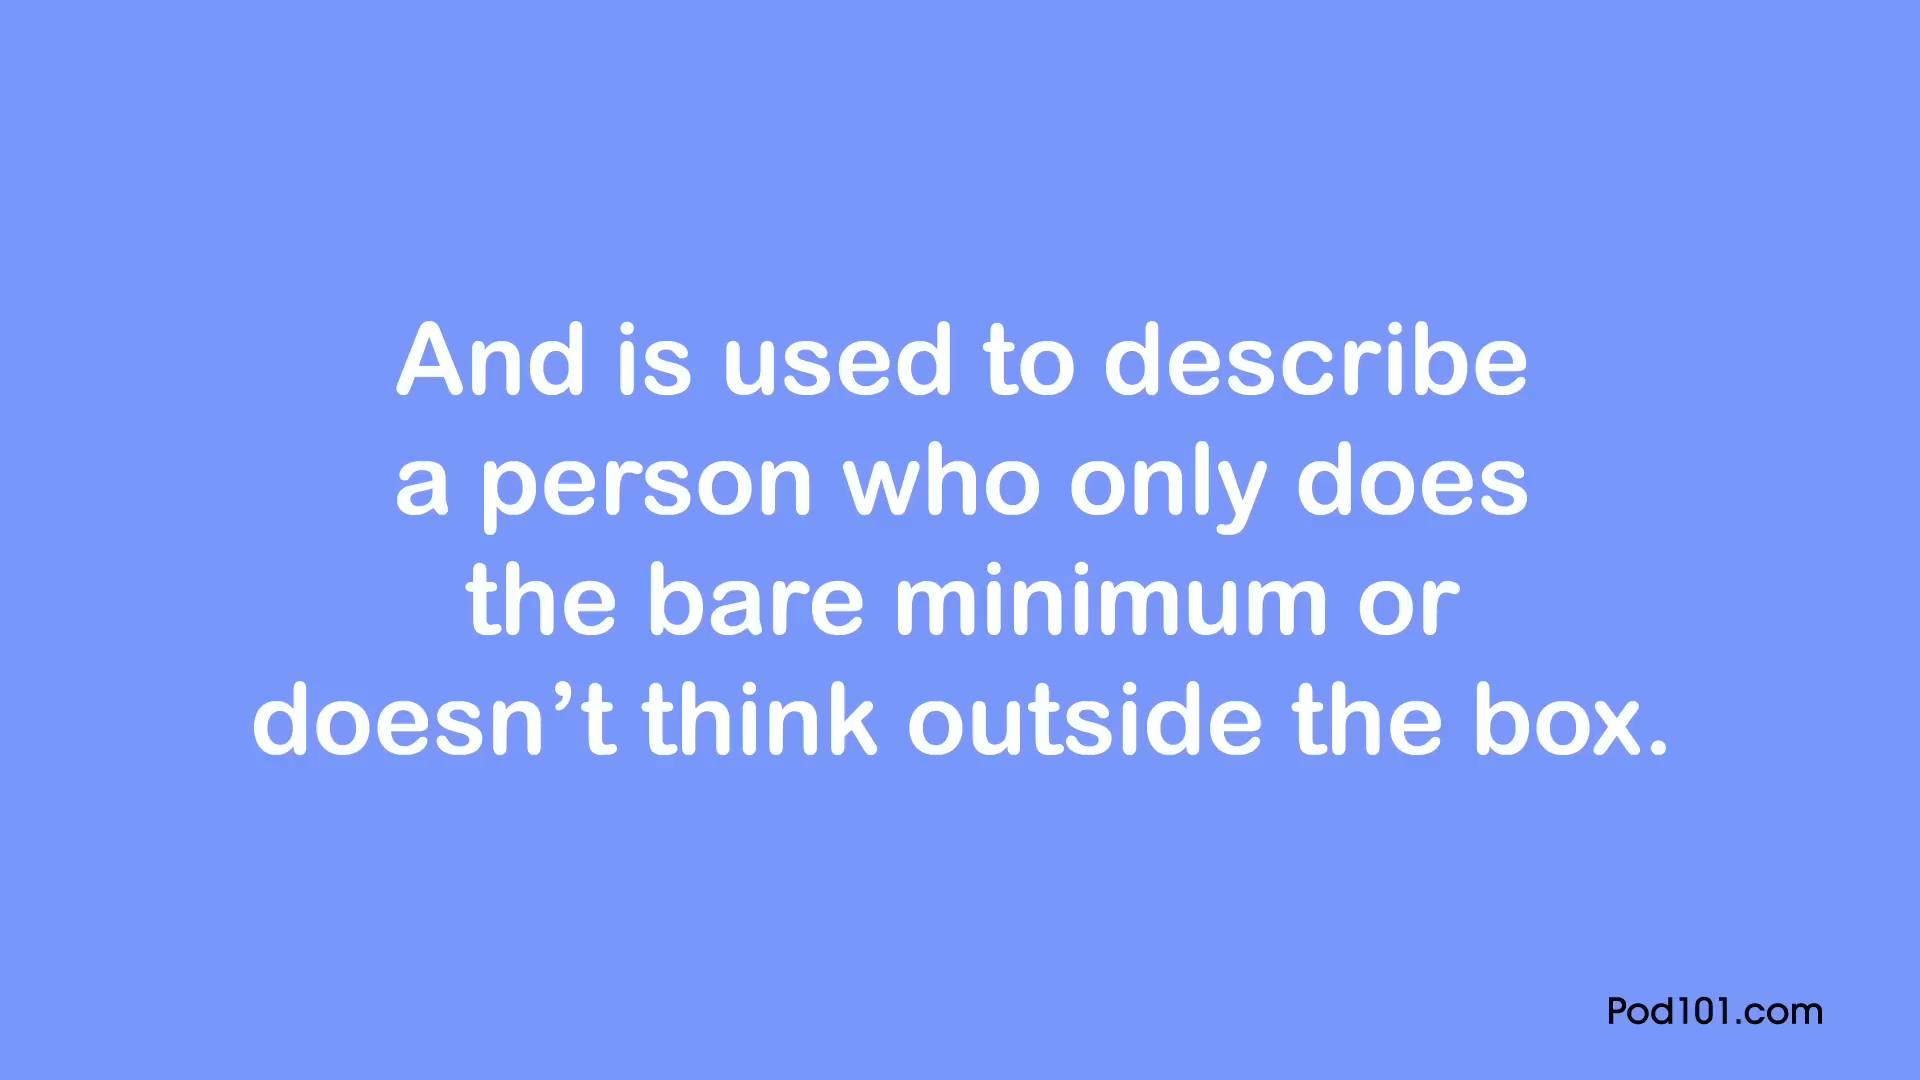 And is used to describe
a person who only does
the bare minimum or
doesn’t think outside the box.
Pod101.com